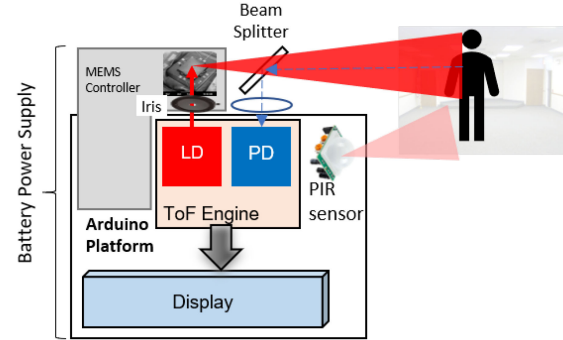 Beam
Splitter
MEMS
Controller
Iris
LD
PD
PIR
sensor
ToF Engine
Arduino
Platform
Display
Battery Power Supply